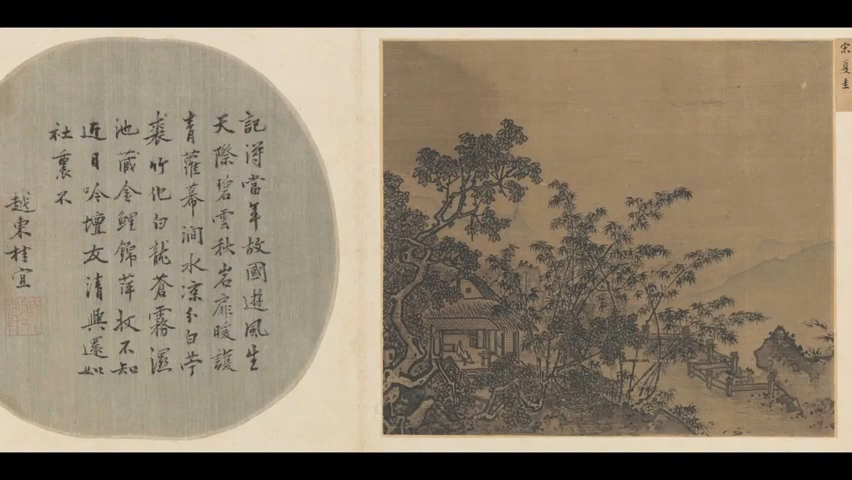 宋夏圭
記得當年故國遊風生
天際碧雲秋岩扉暖護
青蘿幕澗水涼分白苧
裘竹化白龍蒼霧濕
池藏金鯉錦萍收不知
近日吟壇友清興還如
社裏不
越東桂宜